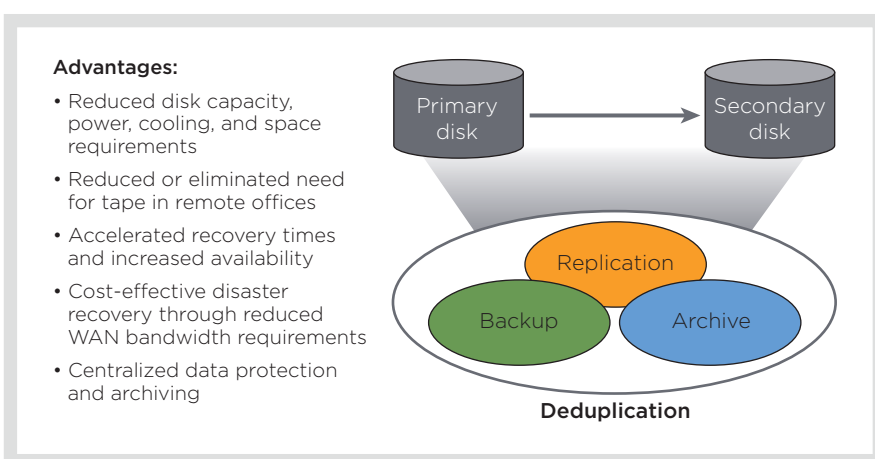 Advantages:
• Reduced disk capacity,
power, cooling, and space
requirements
• Reduced or eliminated need
for tape in remote offices
• Accelerated recovery times
and increased availability
• Cost-effective disaster
recovery through reduced
WAN bandwidth requirements
• Centralized data protection
and archiving
Primary
disk
Secondary
disk
Replication
Backup
Archive
Deduplication